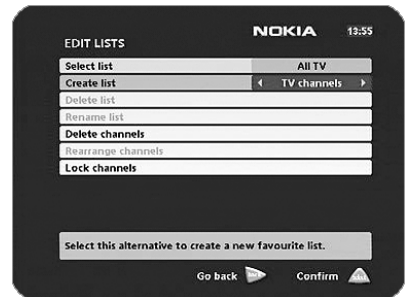 NOKIA 13:55
EDIT LISTS
Select list All TV
Create list TV channels
Delete list
Rename list
Delete channels
Rearrange channels
Lock channels
Select this alternative to create a new favourite list.
Go back Confirm